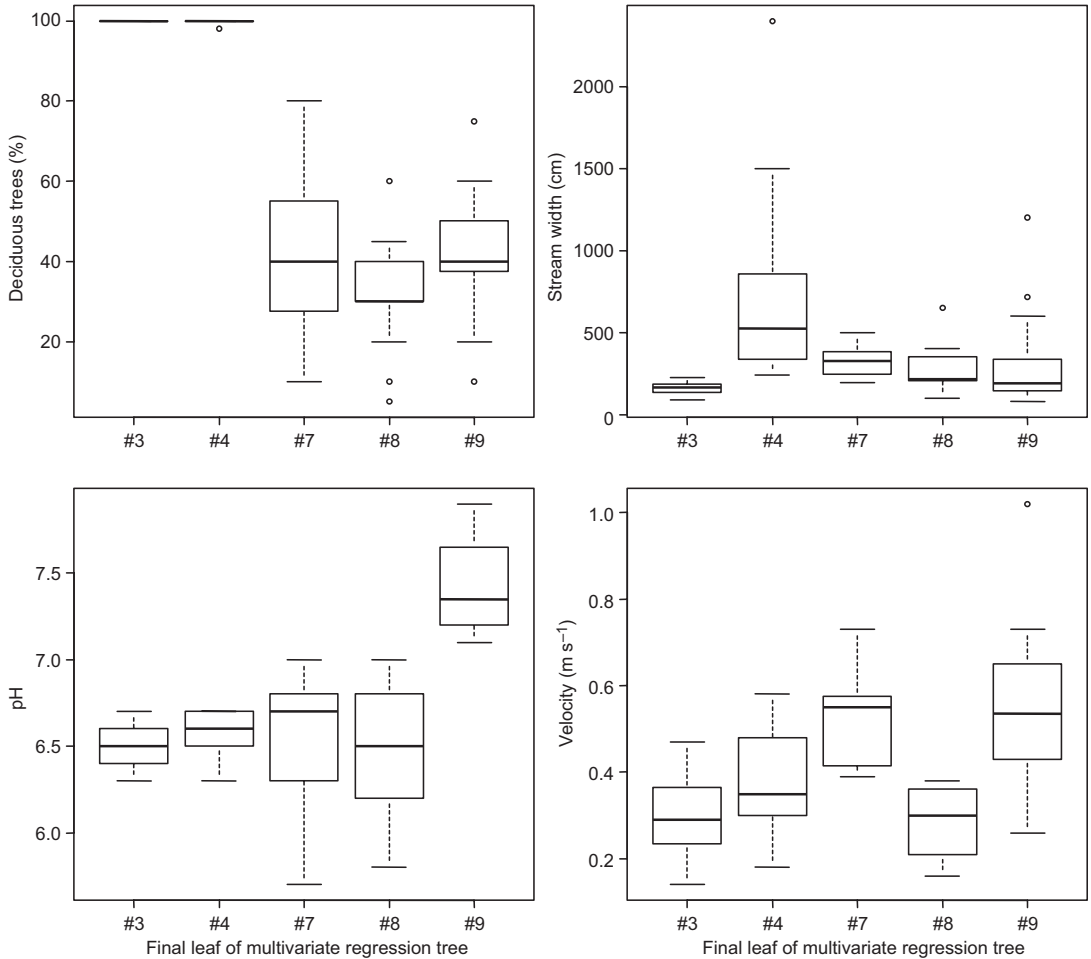 Deciduous trees (%)
100
80
60
40
20
#3 #4 #7 #8 #9
Stream width (cm)
2000
1500
1000
500
0
#3 #4 #7 #8 #9
pH
7.5
7.0
6.5
6.0
#3 #4 #7 #8 #9
Final leaf of multivariate regression tree
Velocity (m s⁻¹)
1.0
0.8
0.6
0.4
0.2
#3 #4 #7 #8 #9
Final leaf of multivariate regression tree